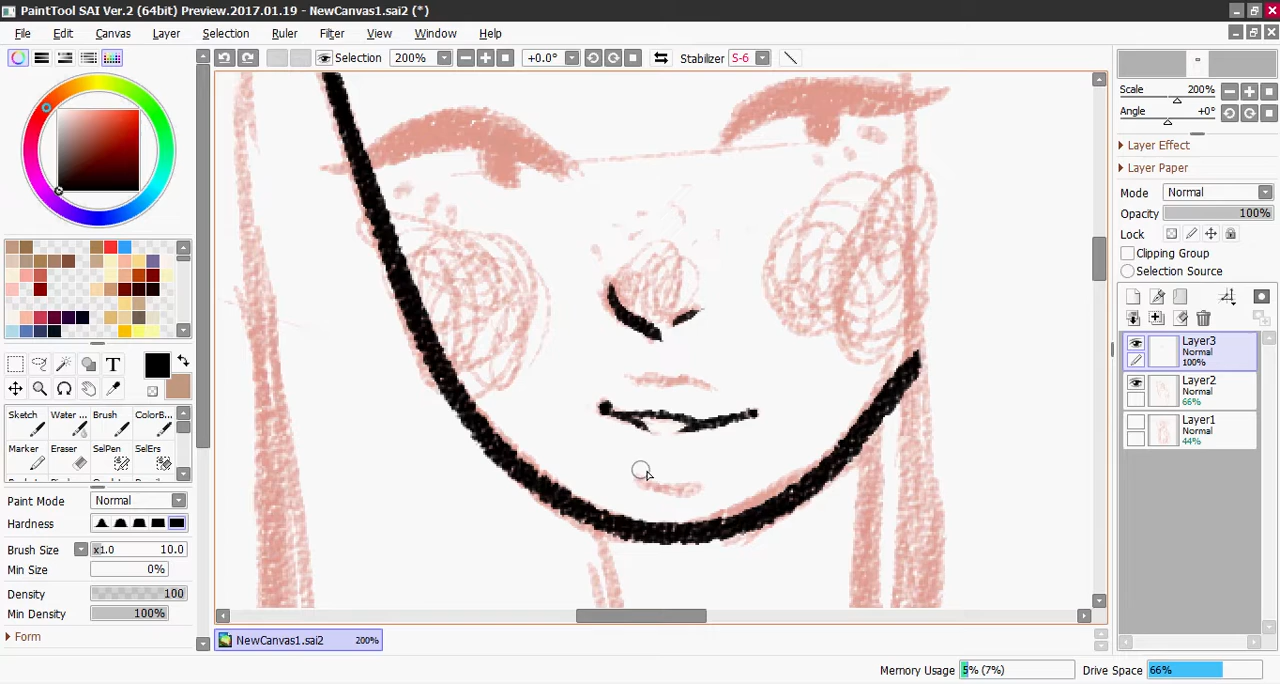 PaintTool SAI Ver.2 (64bit) Preview.2017.01.19 - NewCanvas1.sai2 (*)
File Edit Canvas Layer Selection Ruler Filter View Window Help
Selection 200% +0.0° Stabilizer S-6
Scale 200%
Angle +0°
Layer Effect
Layer Paper
Mode Normal
Opacity 100%
Lock
Clipping Group
Selection Source
Layer3
Normal
100%
Layer2
Normal
66%
Layer1
Normal
44%
T
Sketch Water ... Brush ColorB...
Marker Eraser SelPen SelErs
Paint Mode Normal
Hardness
Brush Size x1.0 10.0
Min Size 0%
Density 100
Min Density 100%
Form
NewCanvas1.sai2 200%
Memory Usage 5% (7%) Drive Space 66%